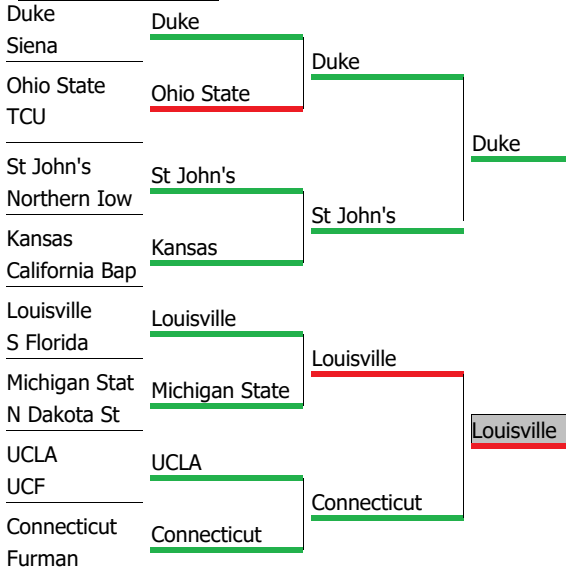 Duke
Siena
Duke
Ohio State
TCU
Ohio State
Duke
St John's
Northern Iow
St John's
Kansas
California Bap
Kansas
St John's
Duke
Louisville
S Florida
Louisville
Michigan Stat
N Dakota St
Michigan State
Louisville
UCLA
UCF
UCLA
Connecticut
Furman
Connecticut
Connecticut
Louisville